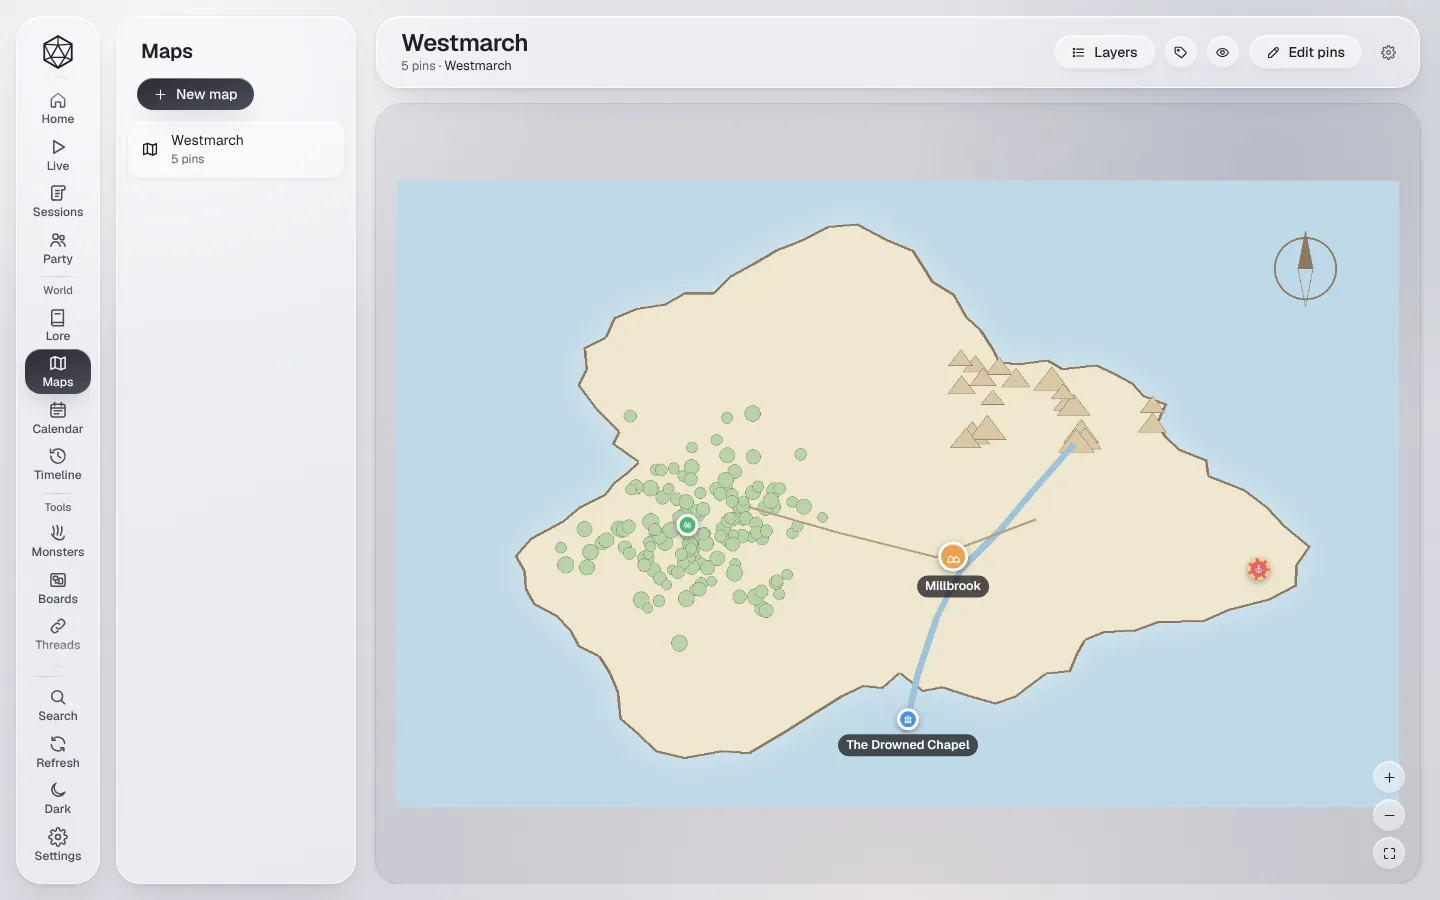 Home
Live
Sessions
Party
World
Lore
Maps
Calendar
Timeline
Tools
Monsters
Boards
Threads
Search
Refresh
Dark
Settings
Maps
New map
Westmarch
5 pins
Westmarch
5 pins · Westmarch
Layers
Edit pins
Millbrook
The Drowned Chapel